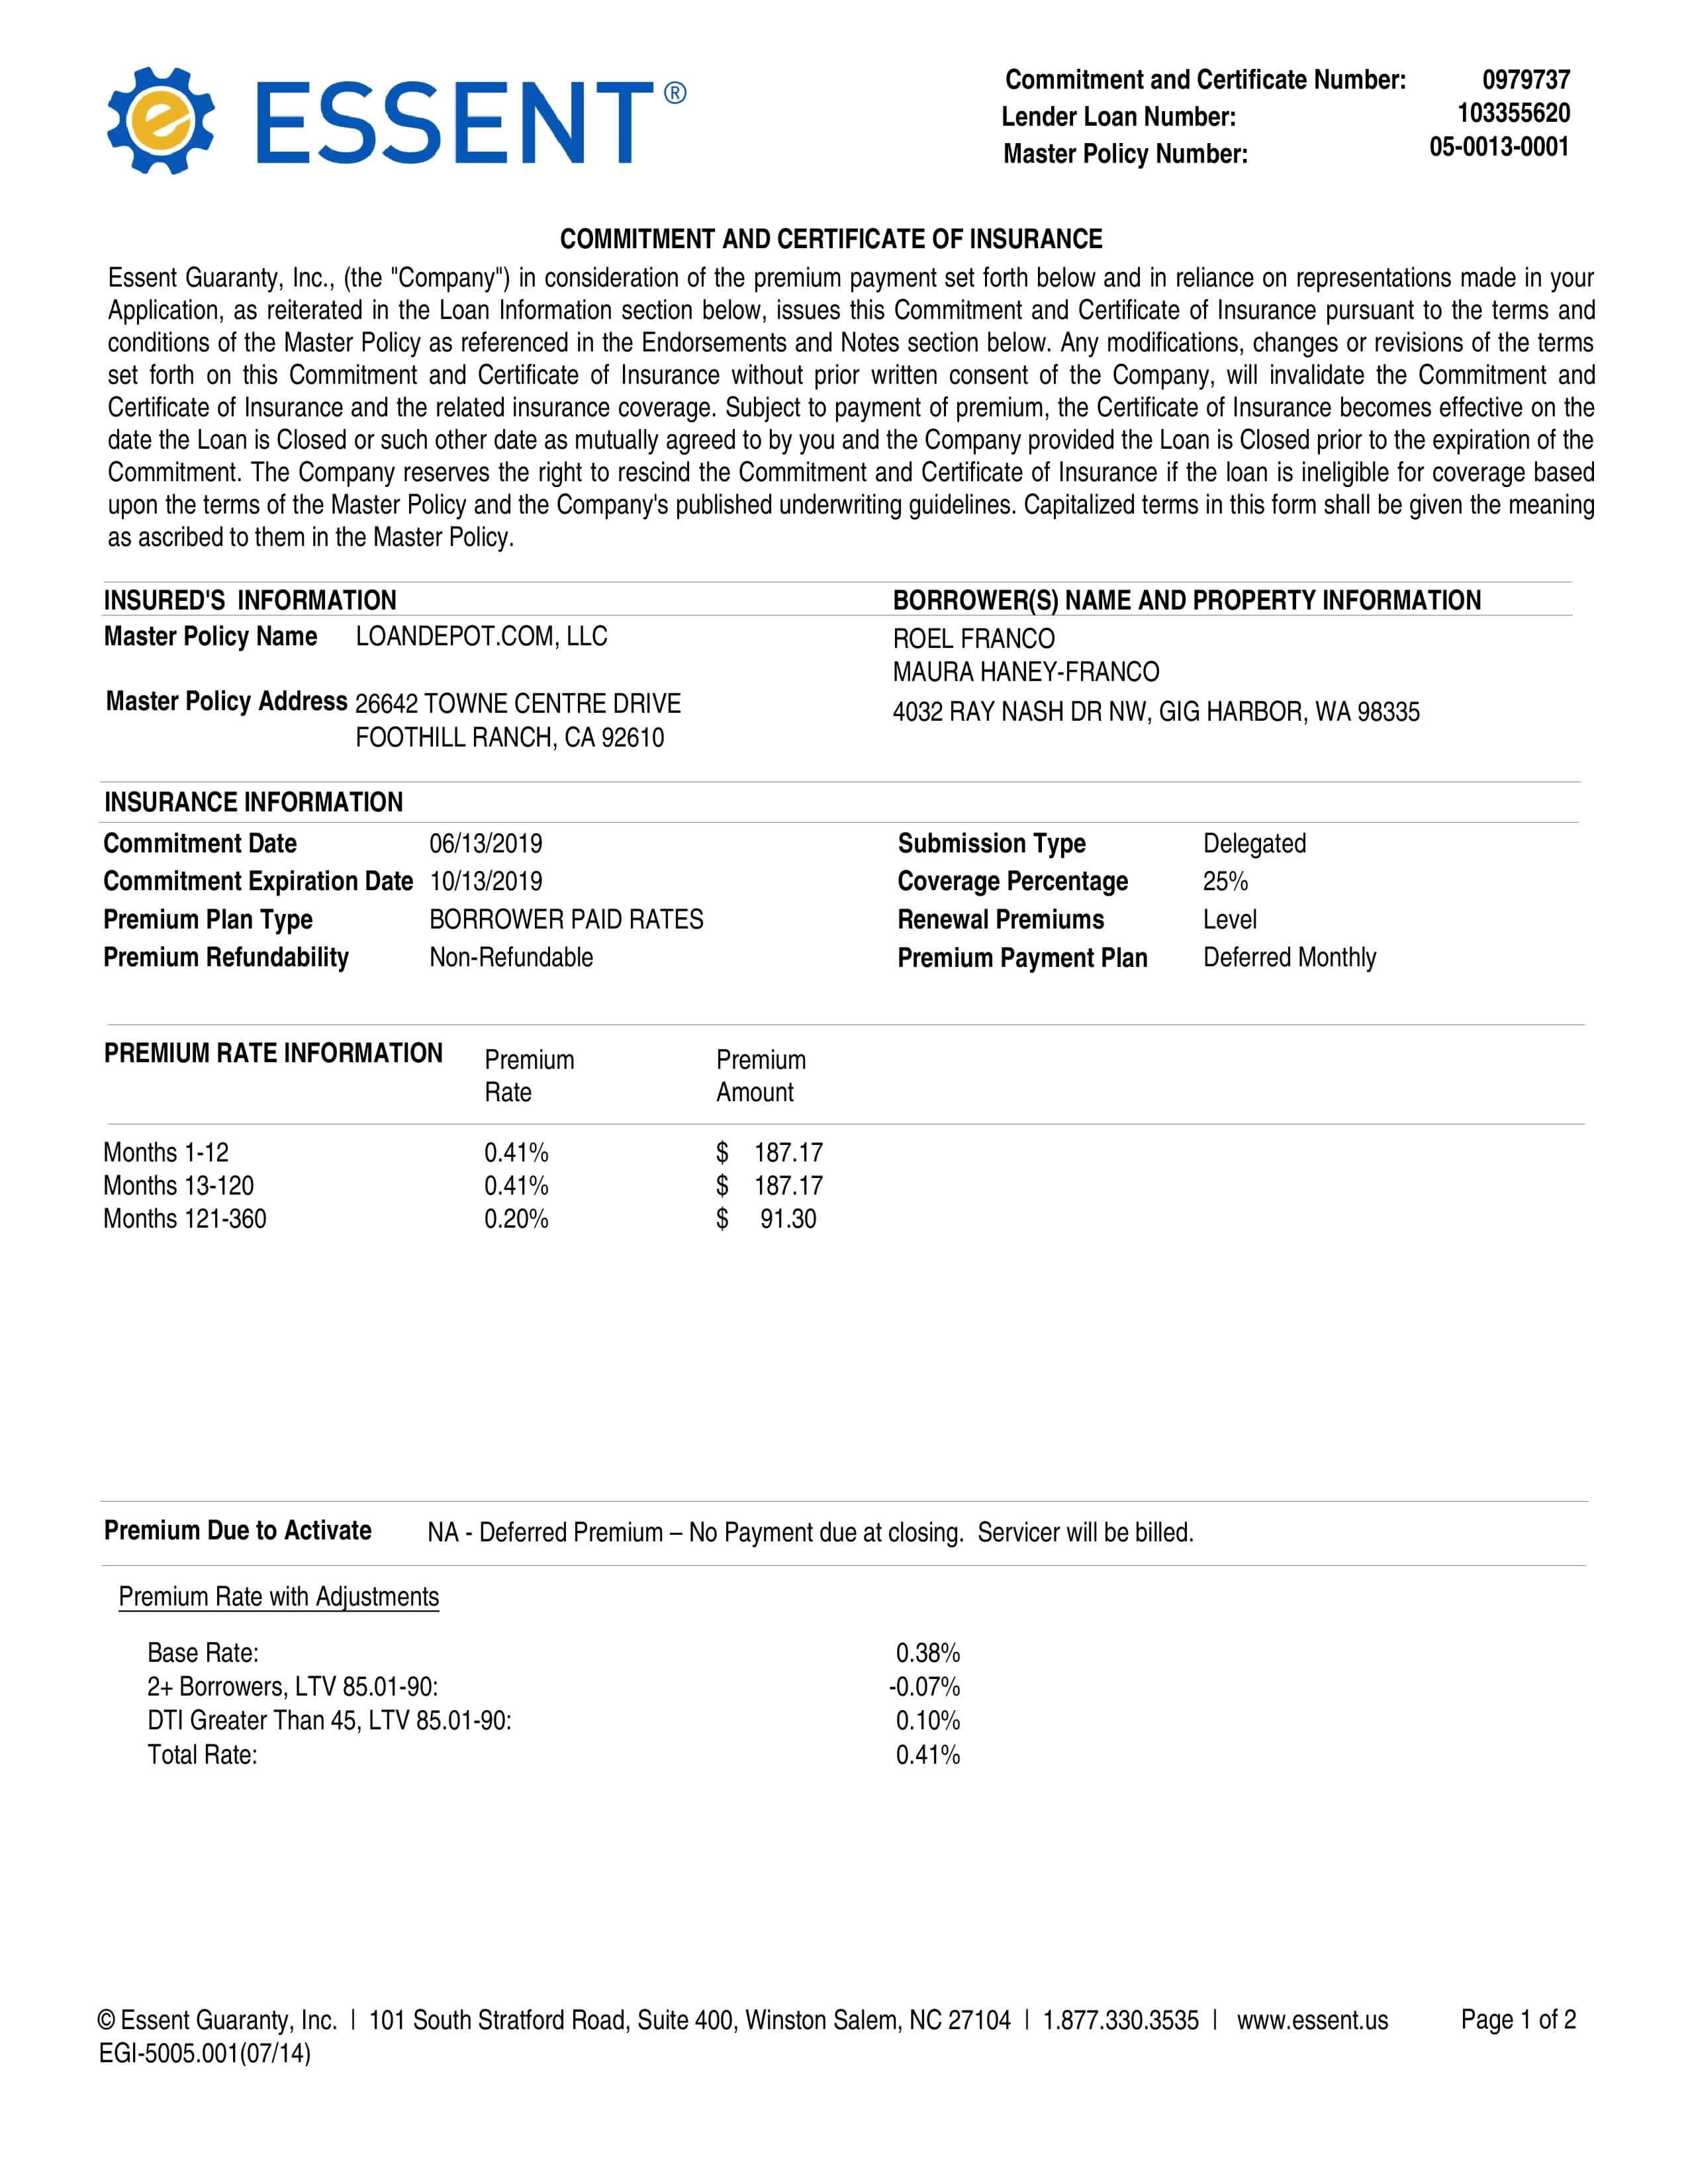 ESSENT®
Commitment and Certificate Number: 0979737
Lender Loan Number: 103355620
Master Policy Number: 05-0013-0001
COMMITMENT AND CERTIFICATE OF INSURANCE
Essent Guaranty, Inc., (the "Company") in consideration of the premium payment set forth below and in reliance on representations made in your
Application, as reiterated in the Loan Information section below, issues this Commitment and Certificate of Insurance pursuant to the terms and
conditions of the Master Policy as referenced in the Endorsements and Notes section below. Any modifications, changes or revisions of the terms
set forth on this Commitment and Certificate of Insurance without prior written consent of the Company, will invalidate the Commitment and
Certificate of Insurance and the related insurance coverage. Subject to payment of premium, the Certificate of Insurance becomes effective on the
date the Loan is Closed or such other date as mutually agreed to by you and the Company provided the Loan is Closed prior to the expiration of the
Commitment. The Company reserves the right to rescind the Commitment and Certificate of Insurance if the loan is ineligible for coverage based
upon the terms of the Master Policy and the Company's published underwriting guidelines. Capitalized terms in this form shall be given the meaning
as ascribed to them in the Master Policy.
INSURED'S INFORMATION
Master Policy Name LOANDEPOT.COM, LLC
Master Policy Address 26642 TOWNE CENTRE DRIVE
FOOTHILL RANCH, CA 92610
BORROWER(S) NAME AND PROPERTY INFORMATION
ROEL FRANCO
MAURA HANEY-FRANCO
4032 RAY NASH DR NW, GIG HARBOR, WA 98335
INSURANCE INFORMATION
Commitment Date 06/13/2019 Submission Type Delegated
Commitment Expiration Date 10/13/2019 Coverage Percentage 25%
Premium Plan Type BORROWER PAID RATES Renewal Premiums Level
Premium Refundability Non-Refundable Premium Payment Plan Deferred Monthly
PREMIUM RATE INFORMATION Premium Premium
Rate Amount
Months 1-12 0.41% $ 187.17
Months 13-120 0.41% $ 187.17
Months 121-360 0.20% $ 91.30
Premium Due to Activate NA - Deferred Premium – No Payment due at closing. Servicer will be billed.
Premium Rate with Adjustments
Base Rate: 0.38%
2+ Borrowers, LTV 85.01-90: -0.07%
DTI Greater Than 45, LTV 85.01-90: 0.10%
Total Rate: 0.41%
© Essent Guaranty, Inc. | 101 South Stratford Road, Suite 400, Winston Salem, NC 27104 | 1.877.330.3535 | www.essent.us Page 1 of 2
EGI-5005.001(07/14)